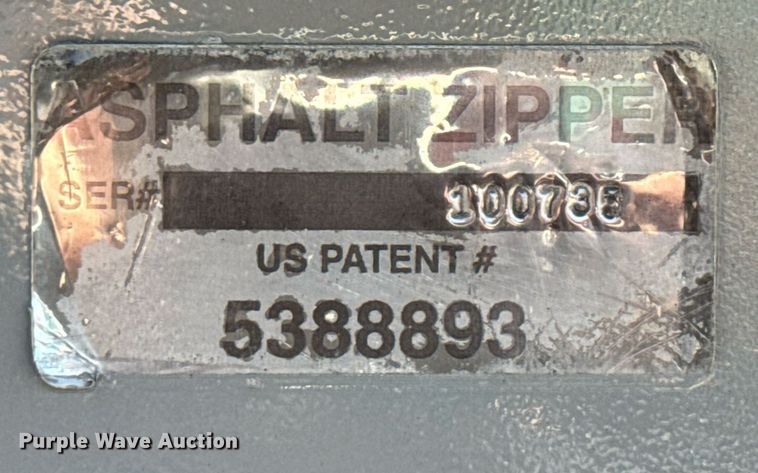 ASPHALT ZIPPER
SER#
US PATENT #
5388893
Purple Wave Auction